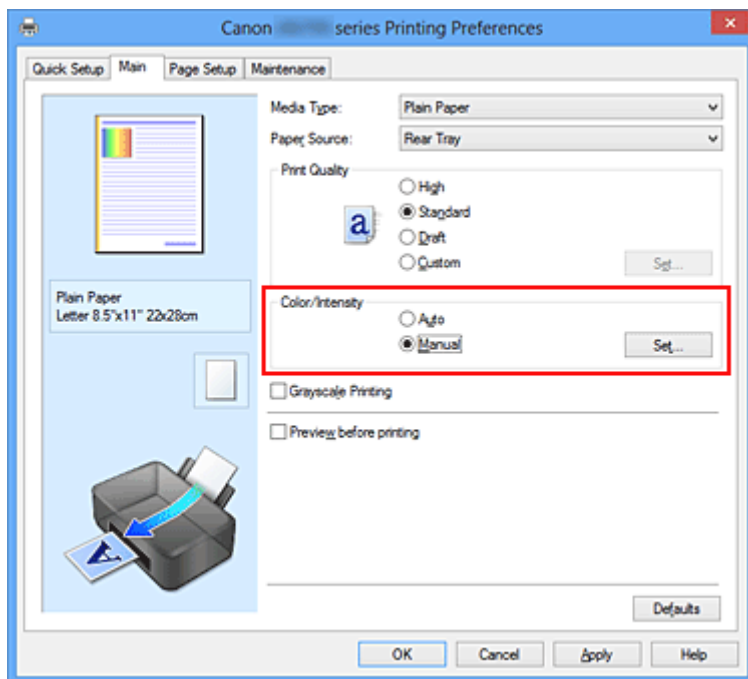 Canon series Printing Preferences
Quick Setup Main Page Setup Maintenance
Media Type: Plain Paper
Paper Source: Rear Tray
Print Quality
High
a
Standard
Draft
Custom Set...
Plain Paper
Letter 8.5"x11" 22x28cm
Color/Intensity
Auto
Manual Set...
Grayscale Printing
Preview before printing
A
Defaults
OK Cancel Apply Help